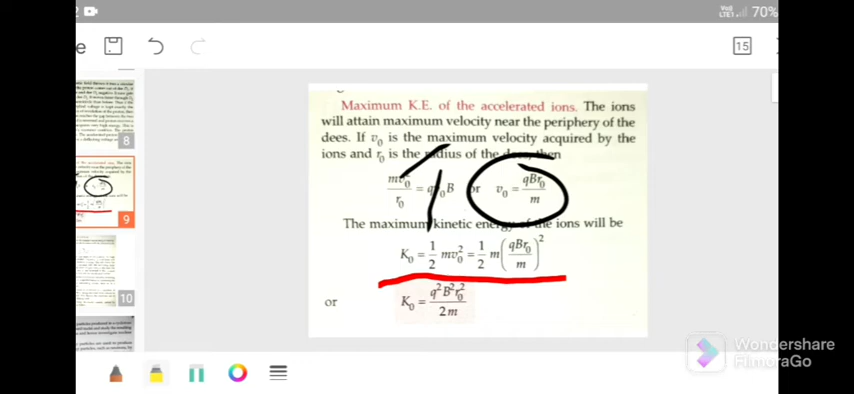 2
Vo)
LTE1
70%
e
15
8
9
10
Maximum K.E. of the accelerated ions. The ions
will attain maximum velocity near the periphery of the
dees. If v₀ is the maximum velocity acquired by the
ions and r₀ is the radius of the dees, then
mv₀²/r₀ = qv₀B or v₀ = qBr₀/m
The maximum kinetic energy of the ions will be
K₀ = 1/2 mv₀² = 1/2 m(qBr₀/m)²
or K₀ = q²B²r₀²/2m
Wondershare
FilmoraGo